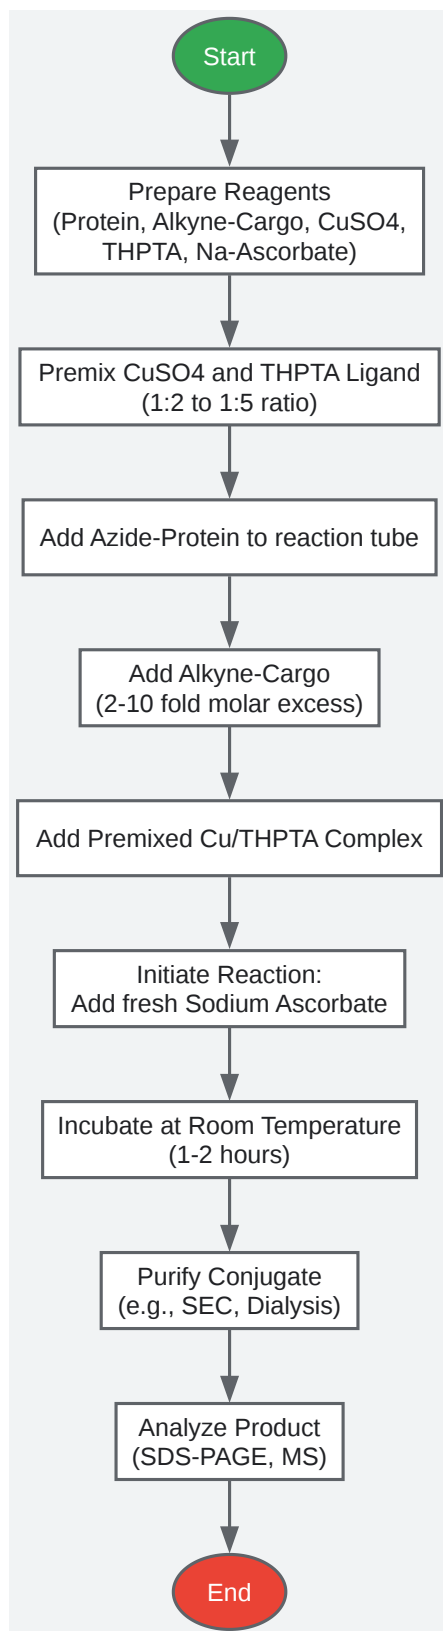 Start
Prepare Reagents
(Protein, Alkyne-Cargo, CuSO4,
THPTA, Na-Ascorbate)
Premix CuSO4 and THPTA Ligand
(1:2 to 1:5 ratio)
Add Azide-Protein to reaction tube
Add Alkyne-Cargo
(2-10 fold molar excess)
Add Premixed Cu/THPTA Complex
Initiate Reaction:
Add fresh Sodium Ascorbate
Incubate at Room Temperature
(1-2 hours)
Purify Conjugate
(e.g., SEC, Dialysis)
Analyze Product
(SDS-PAGE, MS)
End